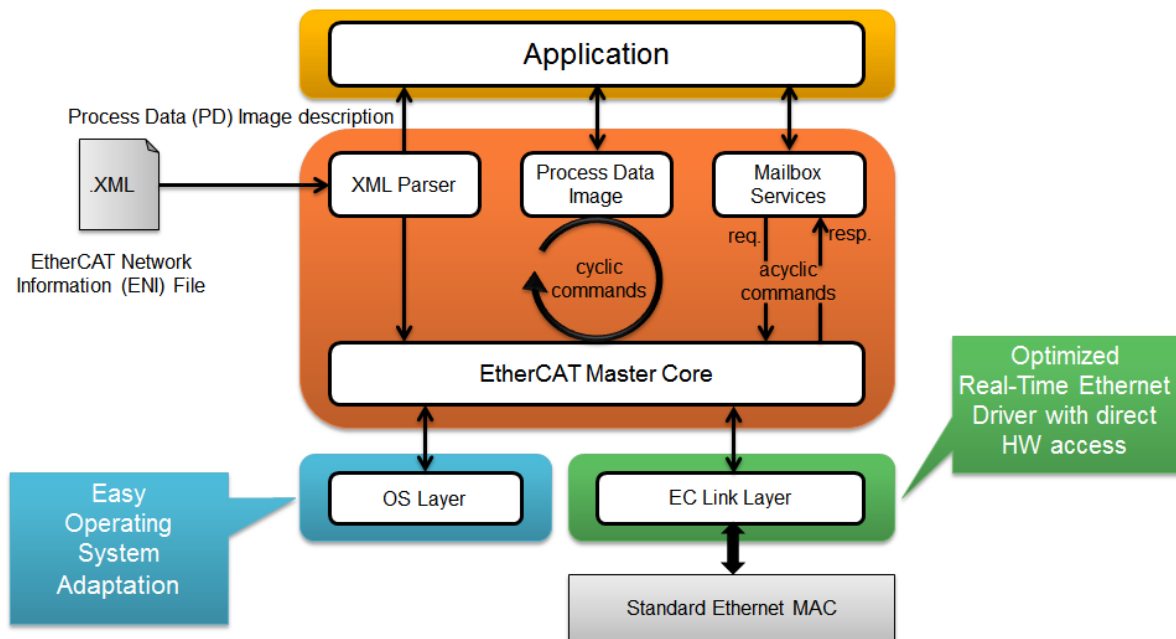 Application
Process Data (PD) Image description
.XML
XML Parser
Process Data
Image
Mailbox
Services
req.
resp.
EtherCAT Network
Information (ENI) File
cyclic
commands
acyclic
commands
EtherCAT Master Core
Optimized
Real-Time Ethernet
Driver with direct
HW access
Easy
Operating
System
Adaptation
OS Layer
EC Link Layer
Standard Ethernet MAC